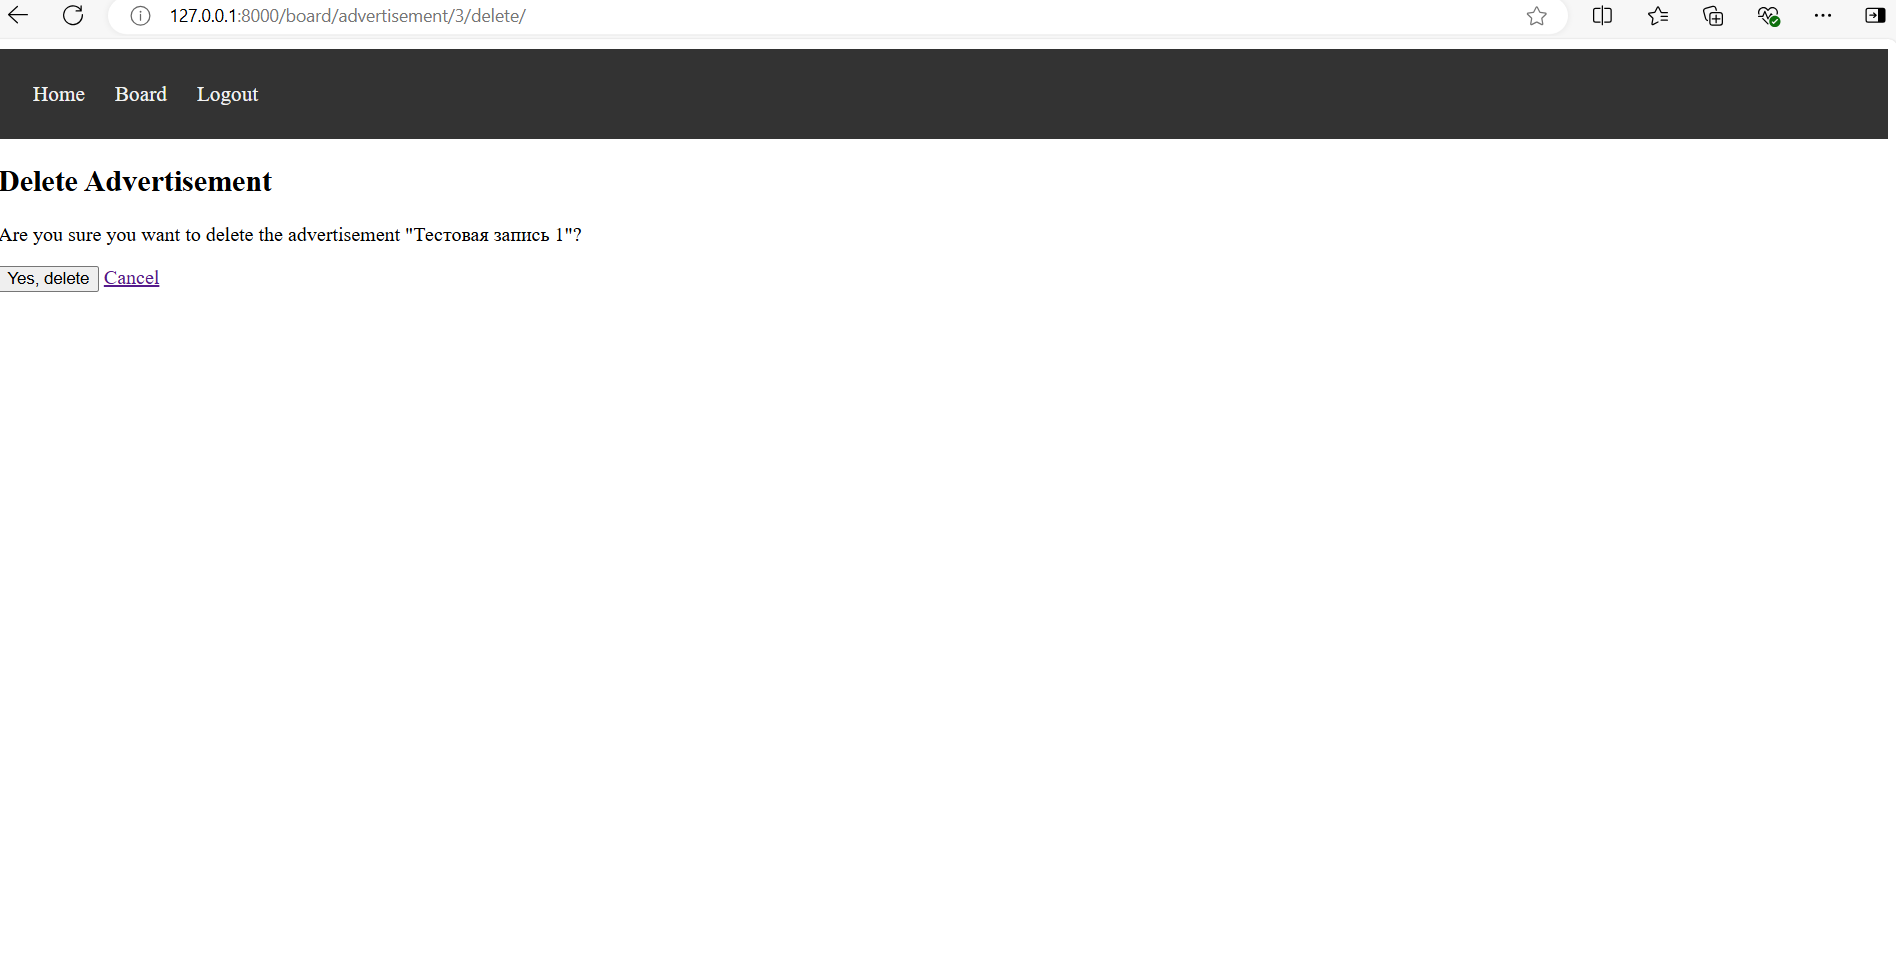 127.0.0.1:8000/board/advertisement/3/delete/
Home Board Logout
Delete Advertisement
Are you sure you want to delete the advertisement "Тестовая запись 1"?
Yes, delete Cancel